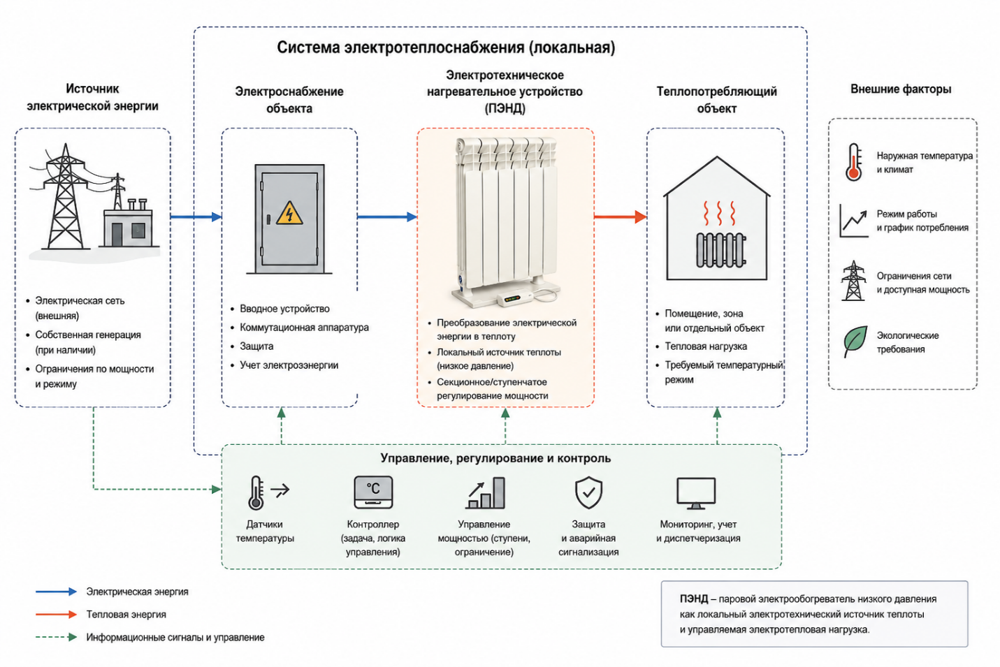 Система электротеплоснабжения (локальная)
Источник
электрической энергии
Электрическая сеть
(внешняя)
Собственная генерация
(при наличии)
Ограничения по мощности
и режиму
Электроснабжение
объекта
Вводное устройство
Коммутационная аппаратура
Защита
Учет электроэнергии
Электротехническое
нагревательное устройство
(ПЭНД)
Преобразование электрической
энергии в теплоту
Локальный источник теплоты
(низкое давление)
Секционное/ступенчатое
регулирование мощности
Теплопотребляющий
объект
Помещение, зона
или отдельный объект
Тепловая нагрузка
Требуемый температурный
режим
Внешние факторы
Наружная температура
и климат
Режим работы
и график потребления
Ограничения сети
и доступная мощность
Экологические
требования
Управление, регулирование и контроль
Датчики
температуры
°C
Контроллер
(задача, логика
управления)
Управление
мощностью (ступени,
ограничение)
Защита
и аварийная
сигнализация
Мониторинг, учет
и диспетчеризация
Электрическая энергия
Тепловая энергия
Информационные сигналы и управление
ПЭНД – паровой электрообогреватель низкого давления
как локальный электротехнический источник теплоты
и управляемая электротепловая нагрузка.